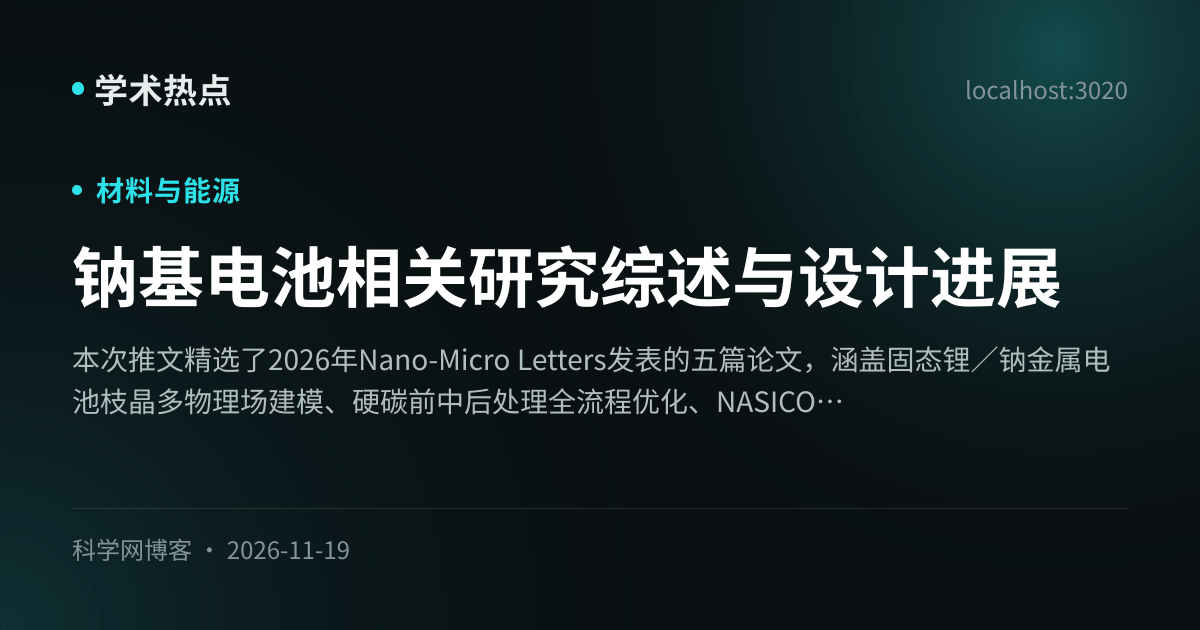 学术热点
localhost:3020
材料与能源
钠基电池相关研究综述与设计进展
本次推文精选了2026年Nano-Micro Letters发表的五篇论文，涵盖固态锂／钠金属电
池枝晶多物理场建模、硬碳前中后处理全流程优化、NASICO…
科学网博客 · 2026-11-19